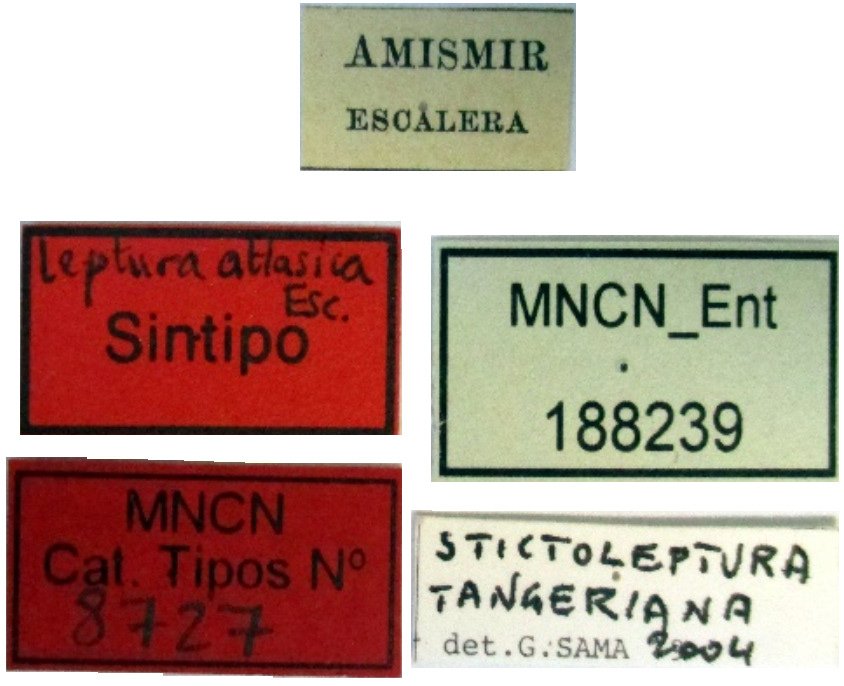 AMISMIR
ESCALERA
Leptura atlasica
Esc.
Sintipo
MNCN_Ent
188239
MNCN
Cat. Tipos Nº
8727
STICTOLEPTURA
TANGERIANA
det.G.SAMA 2004